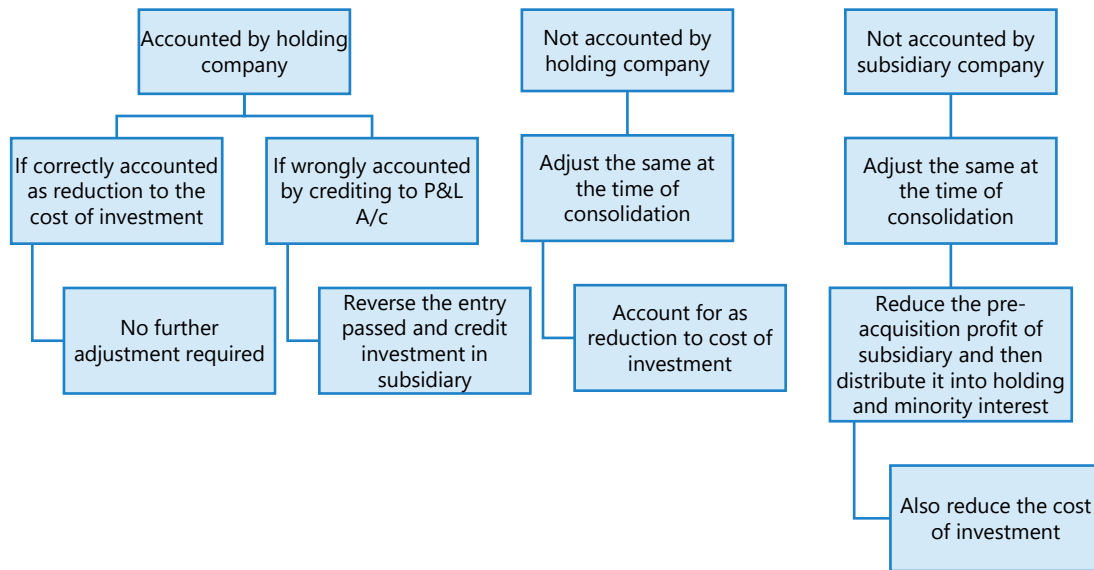 Accounted by holding
company
Not accounted by
holding company
Not accounted by
subsidiary company
If correctly accounted
as reduction to the
cost of investment
If wrongly accounted
by crediting to P&L
A/c
Adjust the same at
the time of
consolidation
Adjust the same at
the time of
consolidation
No further
adjustment required
Reverse the entry
passed and credit
investment in
subsidiary
Account for as
reduction to cost of
investment
Reduce the pre-
acquisition profit of
subsidiary and then
distribute it into holding
and minority interest
Also reduce the cost
of investment